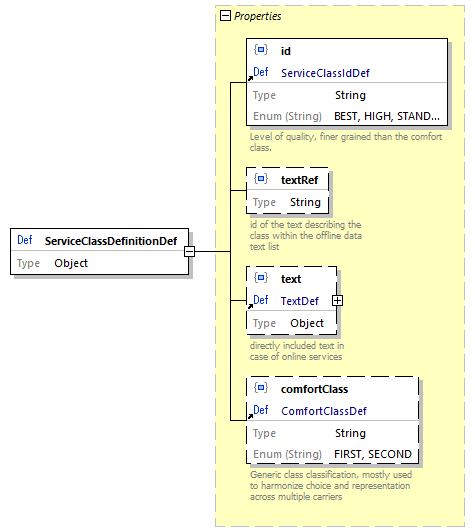 Properties
id
Def ServiceClassIdDef
Type String
Enum (String) BEST, HIGH, STAND...
Level of quality, finer grained than the comfort
class.
textRef
Type String
id of the text describing the
class within the offline data
text list
Def ServiceClassDefinitionDef
Type Object
text
Def TextDef
Type Object
directly included text in
case of online services
comfortClass
Def ComfortClassDef
Type String
Enum (String) FIRST, SECOND
Generic class classification, mostly used
to harmonize choice and representation
across multiple carriers